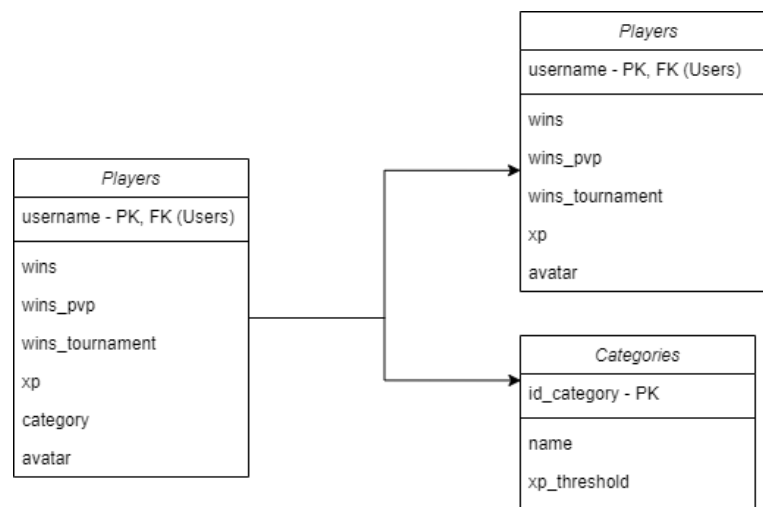 Players
username - PK, FK (Users)
wins
wins_pvp
wins_tournament
xp
category
avatar
Players
username - PK, FK (Users)
wins
wins_pvp
wins_tournament
xp
avatar
Categories
id_category - PK
name
xp_threshold